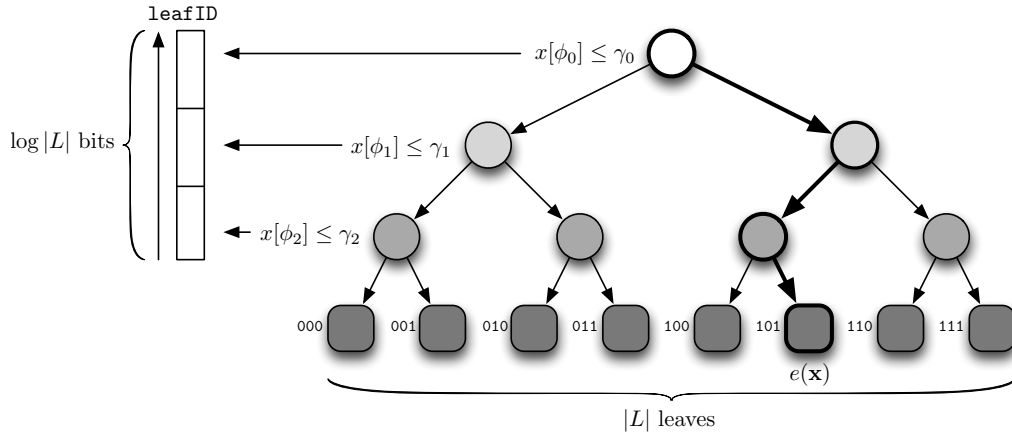 leafID
x[ϕ₀] ≤ γ₀
log |L| bits
x[ϕ₁] ≤ γ₁
x[ϕ₂] ≤ γ₂
000 001 010 011 100 101 110 111
e(𝐱)
|L| leaves